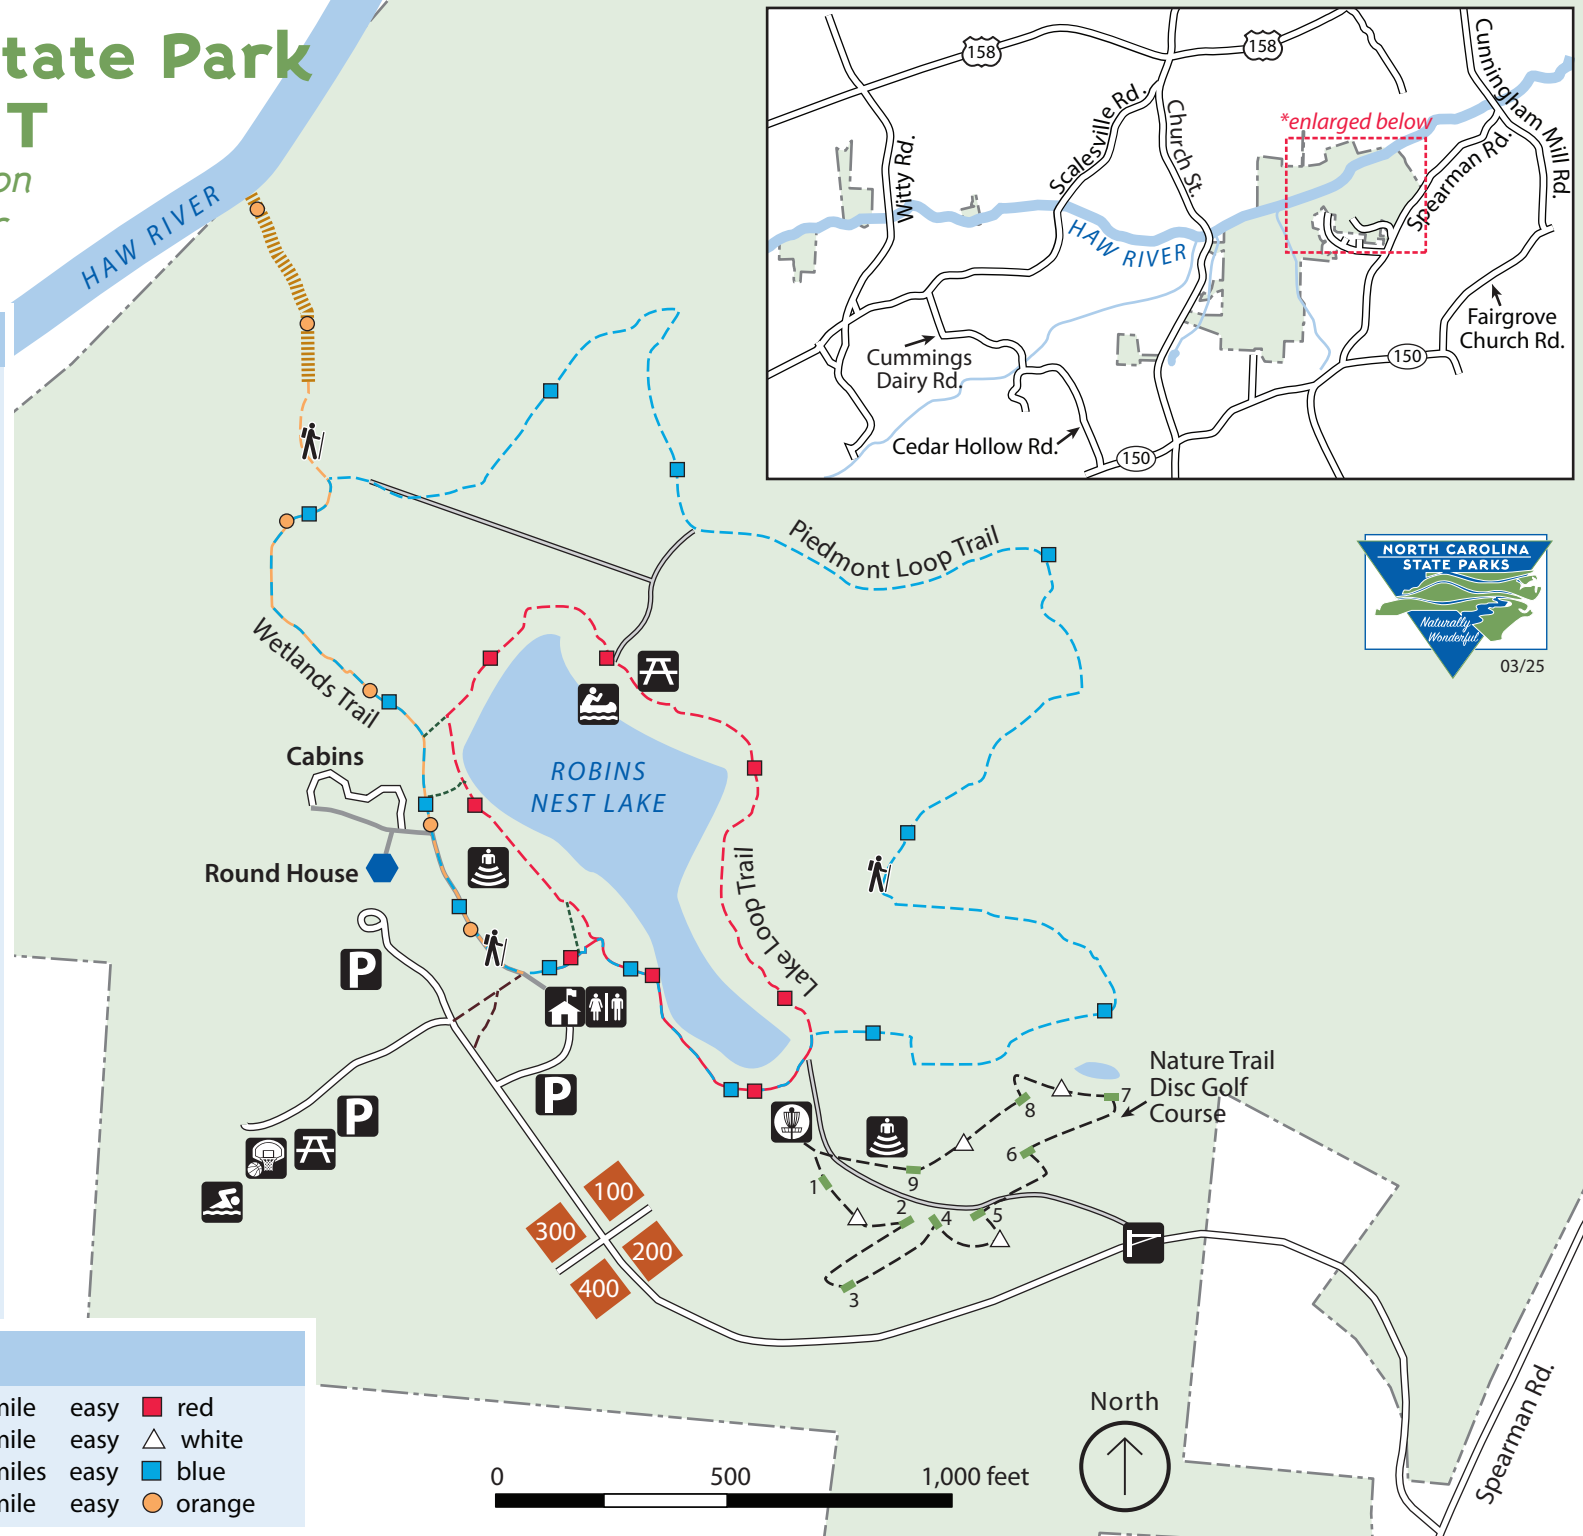 tate Park
T
on
HAW RIVER
158
158
Witty Rd.
Scalesville Rd.
Church St.
*enlarged below
Cunningham Mill Rd.
Spearman Rd.
HAW RIVER
Cummings
Dairy Rd.
Cedar Hollow Rd.
150
150
Fairgrove
Church Rd.
NORTH CAROLINA
STATE PARKS
Naturally
Wonderful
03/25
Piedmont Loop Trail
Wetlands Trail
Cabins
Round House
ROBINS
NEST LAKE
Lake Loop Trail
P
P
P
Nature Trail
Disc Golf
Course
1
2
3
4
5
6
7
8
9
100
300
200
400
Spearman Rd.
North
0 500 1,000 feet
mile easy red
mile easy white
miles easy blue
mile easy orange